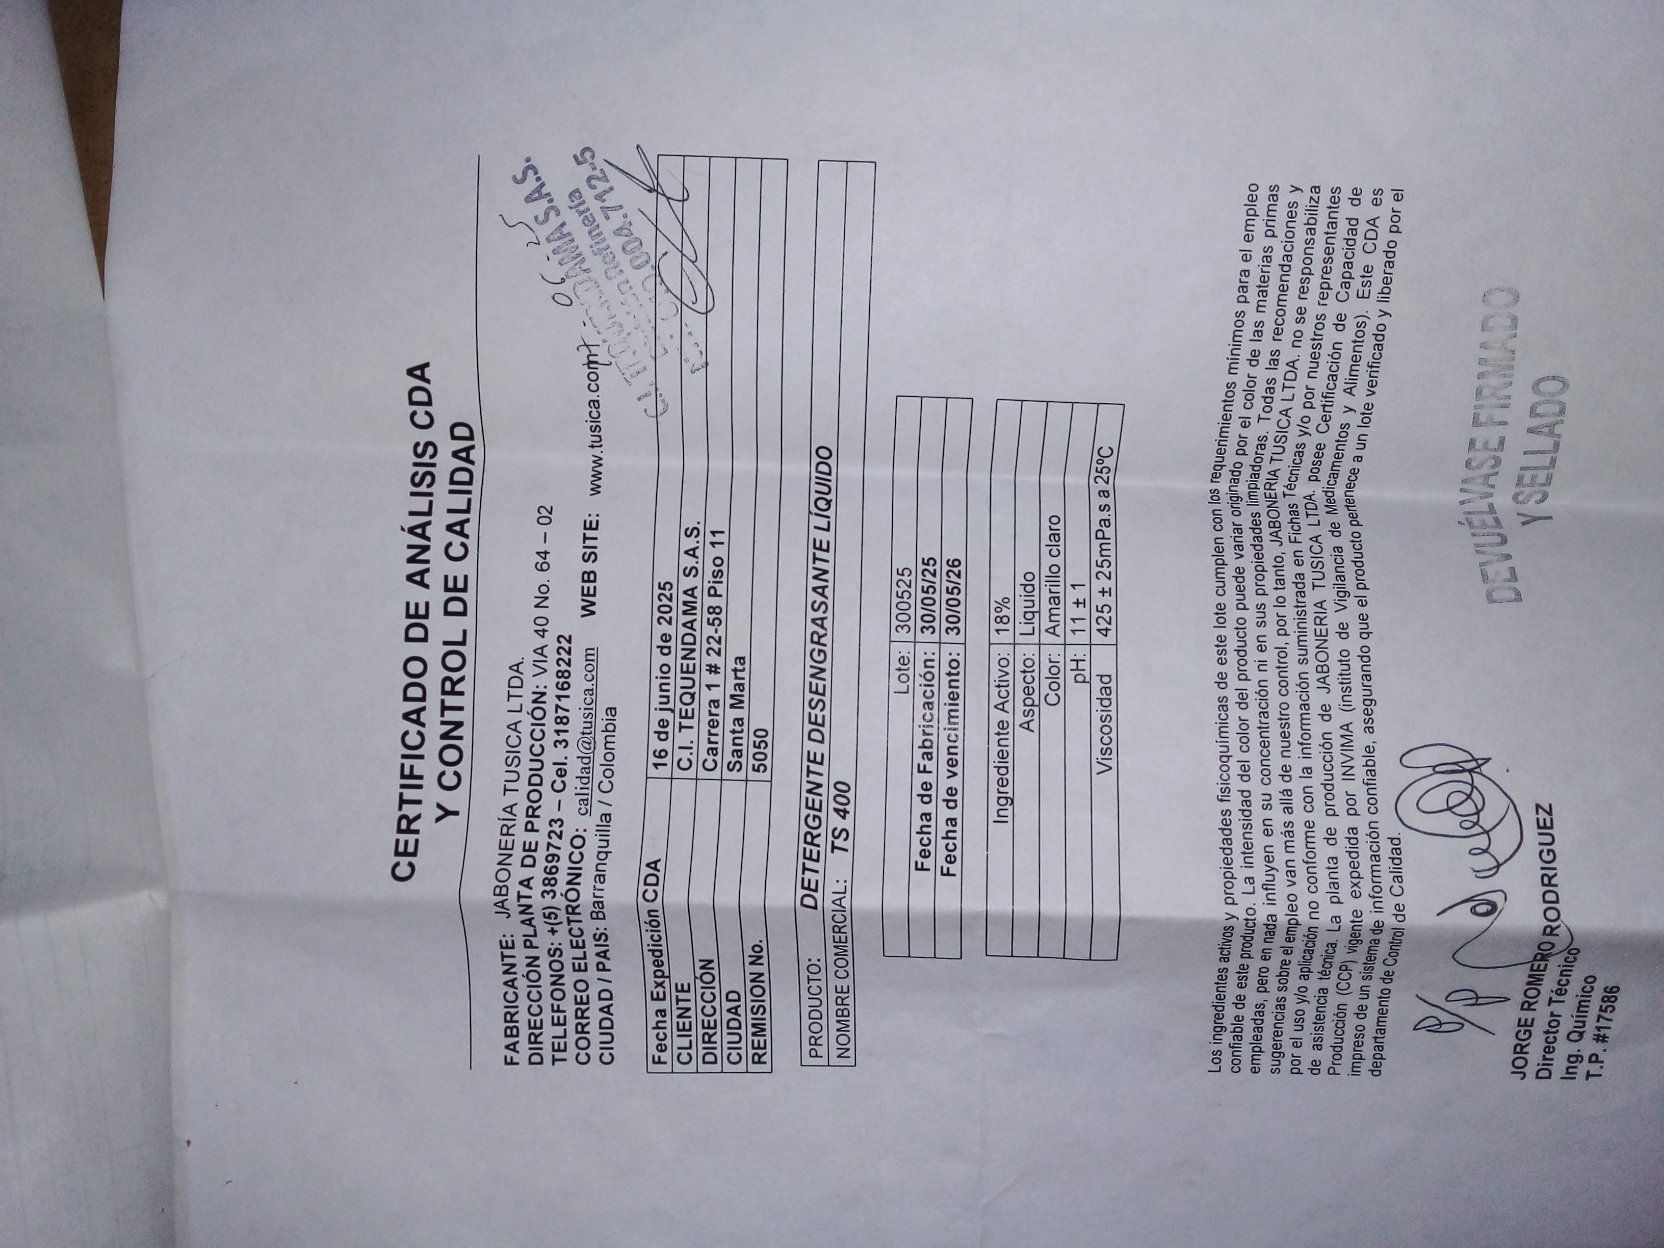 CERTIFICADO DE ANÁLISIS CDA
Y CONTROL DE CALIDAD
FABRICANTE: JABONERÍA TUSICA LTDA.
DIRECCIÓN PLANTA DE PRODUCCIÓN: VIA 40 No. 64 – 02
TELEFONOS: +(5) 3869723 – Cel. 3187168222
CORREO ELECTRÓNICO: calidad@tusica.com WEB SITE: www.tusica.com
CIUDAD / PAIS: Barranquilla / Colombia
06-25
C.I. TEQUENDAMA S.A.S.
Refinería
004.712-5
Fecha Expedición CDA 16 de junio de 2025
CLIENTE C.I. TEQUENDAMA S.A.S.
DIRECCIÓN Carrera 1 # 22-58 Piso 11
CIUDAD Santa Marta
REMISION No. 5050
PRODUCTO: DETERGENTE DESENGRASANTE LÍQUIDO
NOMBRE COMERCIAL: TS 400
Lote: 300525
Fecha de Fabricación: 30/05/25
Fecha de vencimiento: 30/05/26
Ingrediente Activo: 18%
Aspecto: Liquido
Color: Amarillo claro
pH: 11 ± 1
Viscosidad 425 ± 25mPa.s a 25ºC
Los ingredientes activos y propiedades fisicoquímicas de este lote cumplen con los requerimientos mínimos para el empleo
confiable de este producto. La intensidad del color del producto puede variar originado por el color de las materias primas
empleadas, pero en nada influyen en su concentración ni en sus propiedades limpiadoras. Todas las recomendaciones y
sugerencias sobre el empleo van más allá de nuestro control, por lo tanto, JABONERIA TUSICA LTDA. no se responsabiliza
por el uso y/o aplicación no conforme con la información suministrada en Fichas Técnicas y/o por nuestros representantes
de asistencia técnica. La planta de producción de JABONERIA TUSICA LTDA. posee Certificación de Capacidad de
Producción (CCP) vigente expedida por INVIMA (instituto de Vigilancia de Medicamentos y Alimentos). Este CDA es
impreso de un sistema de información confiable, asegurando que el producto pertenece a un lote verificado y liberado por el
departamento de Control de Calidad.
P/p
JORGE ROMERO RODRIGUEZ
Director Técnico
Ing. Químico
T.P. #17586
DEVUÉLVASE FIRMADO
Y SELLADO